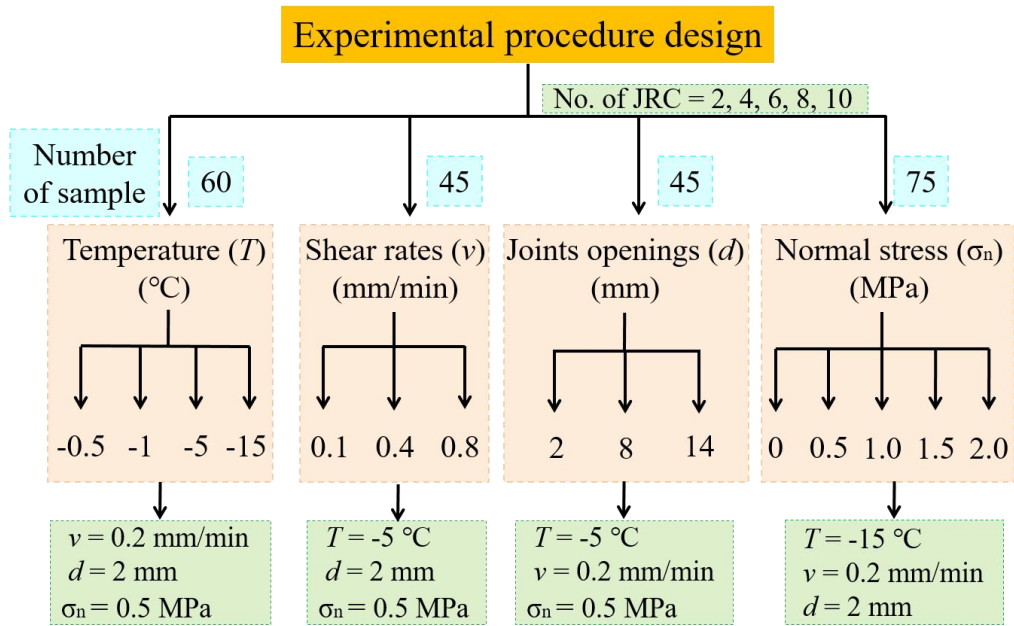 Experimental procedure design
No. of JRC = 2, 4, 6, 8, 10
Number
of sample
60
45
45
75
Temperature (T)
(℃)
-0.5 -1 -5 -15
Shear rates (v)
(mm/min)
0.1 0.4 0.8
Joints openings (d)
(mm)
2 8 14
Normal stress (σn)
(MPa)
0 0.5 1.0 1.5 2.0
v = 0.2 mm/min
d = 2 mm
σn = 0.5 MPa
T = -5 ℃
d = 2 mm
σn = 0.5 MPa
T = -5 ℃
v = 0.2 mm/min
σn = 0.5 MPa
T = -15 ℃
v = 0.2 mm/min
d = 2 mm